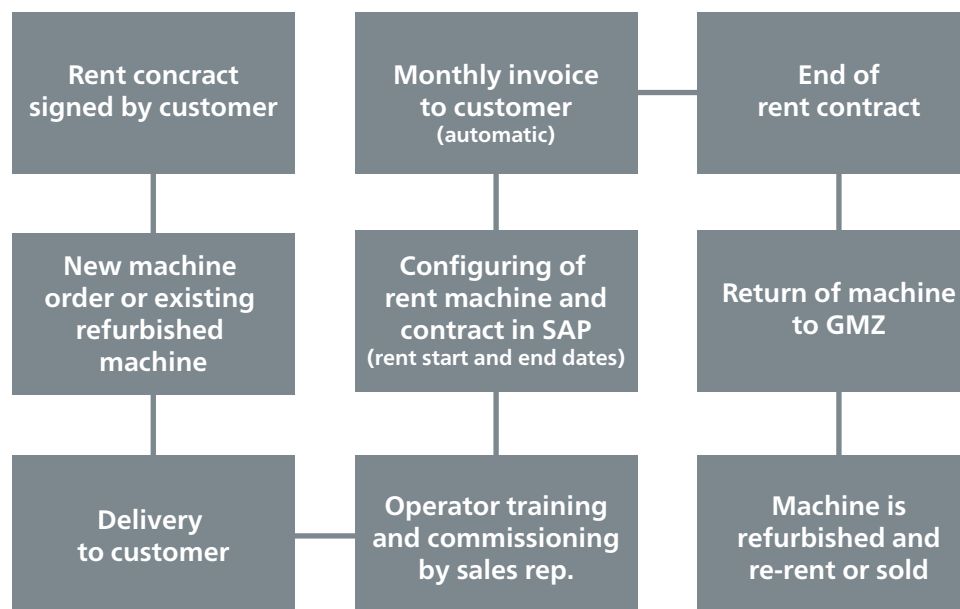 Rent concract
signed by customer
New machine
order or existing
refurbished
machine
Delivery
to customer
Operator training
and commissioning
by sales rep.
Configuring of
rent machine and
contract in SAP
(rent start and end dates)
Monthly invoice
to customer
(automatic)
End of
rent contract
Return of machine
to GMZ
Machine is
refurbished and
re-rent or sold